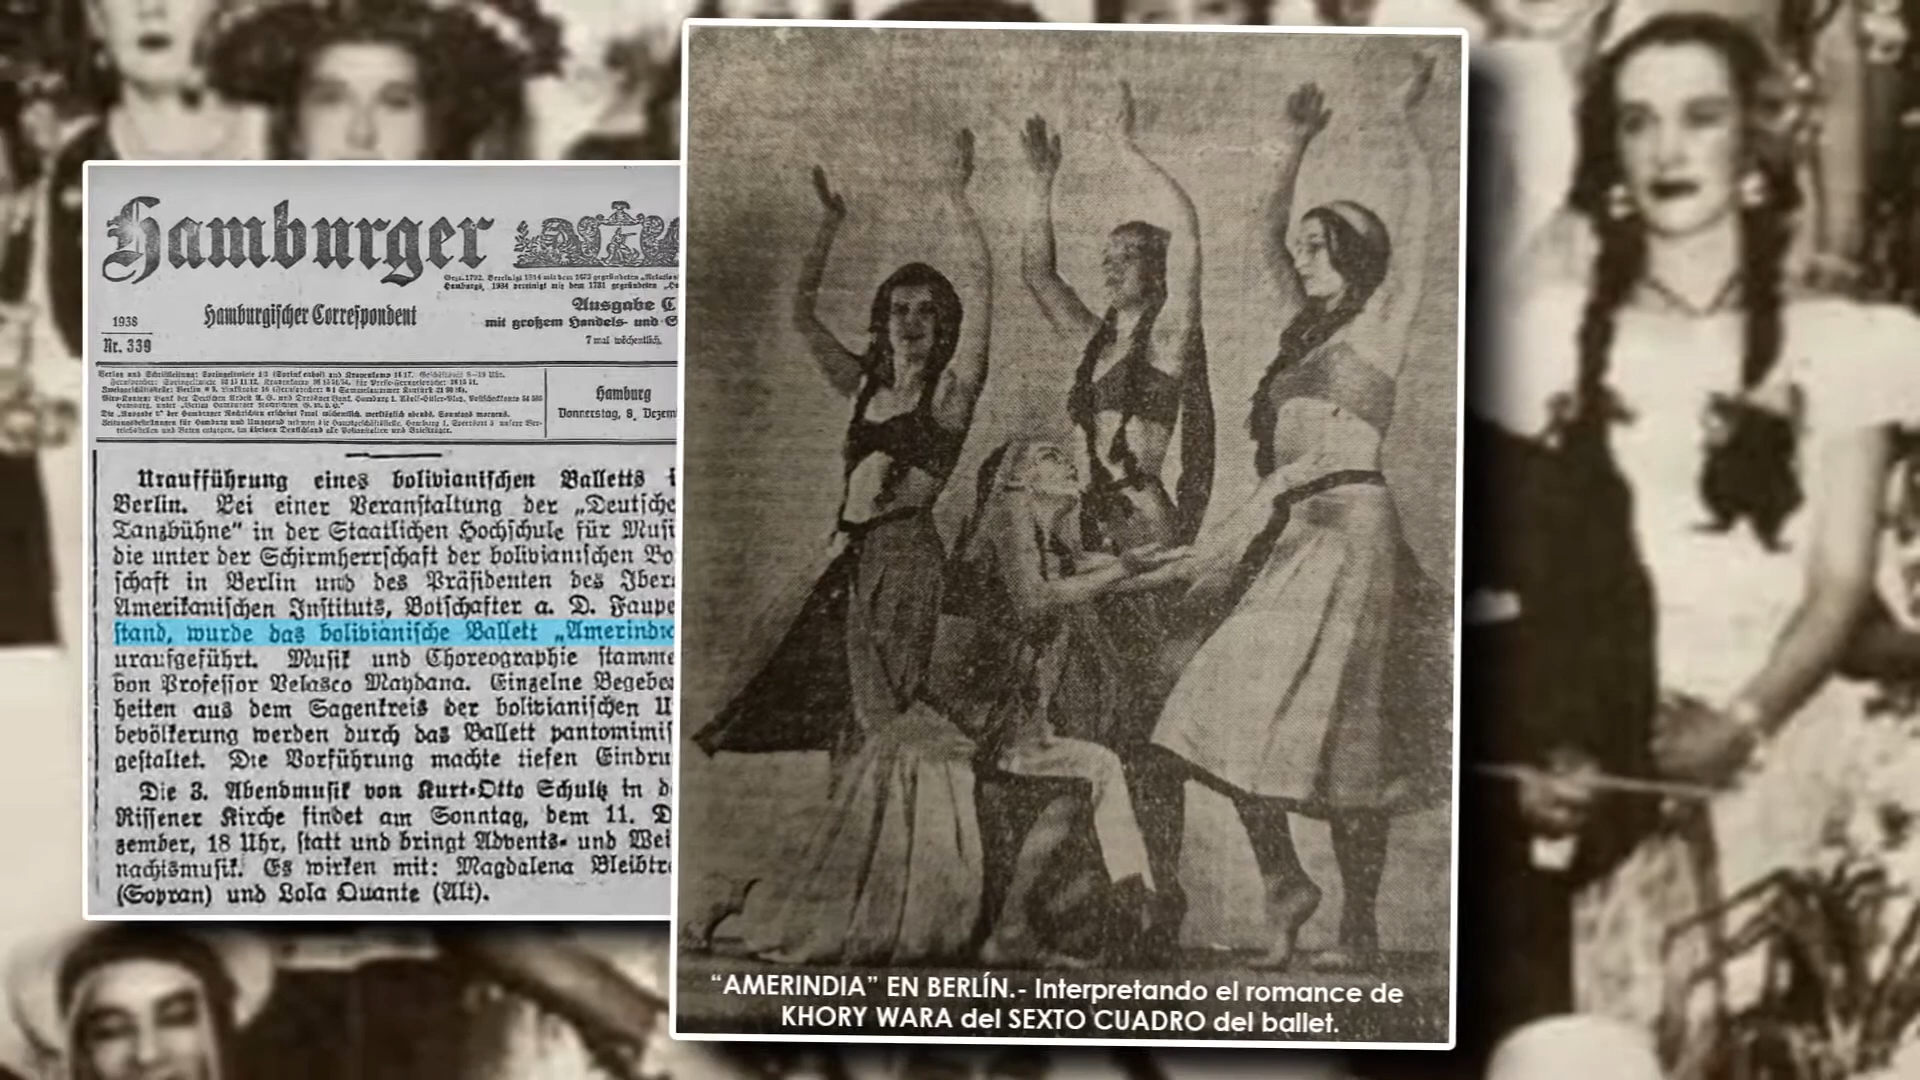 Hamburger
Hamburgischer Correspondent
Ausgabe C
mit großem Handels- und S
7 mal wöchentlich.
1938
Nr. 339
Hamburg
Donnerstag, 8. Dezem
Uraufführung eines bolivianischen Balletts i
Berlin. Bei einer Veranstaltung der „Deutsche
Tanzbühne“ in der Staatlichen Hochschule für Musi
die unter der Schirmherrschaft der bolivianischen Bo
schaft in Berlin und des Präsidenten des Iber
Amerikanischen Instituts, Botschafter a. D. Faupe
stand, wurde das bolivianische Ballett „Amerindia
uraufgeführt. Musik und Choreographie stamme
von Professor Velasco Maydana. Einzelne Begebe
heiten aus dem Sagenkreis der bolivianischen U
bevölkerung werden durch das Ballett pantomimis
gestaltet. Die Vorführung machte tiefen Eindru
Die 3. Abendmusik von Kurt-Otto Schultz in d
Rissener Kirche findet am Sonntag, dem 11. D
zember, 18 Uhr, statt und bringt Advents- und Wei
nachtsmusik. Es wirken mit: Magdalena Bleibtr
(Sopran) und Lola Quante (Alt).
“AMERINDIA” EN BERLÍN.- Interpretando el romance de
KHORY WARA del SEXTO CUADRO del ballet.